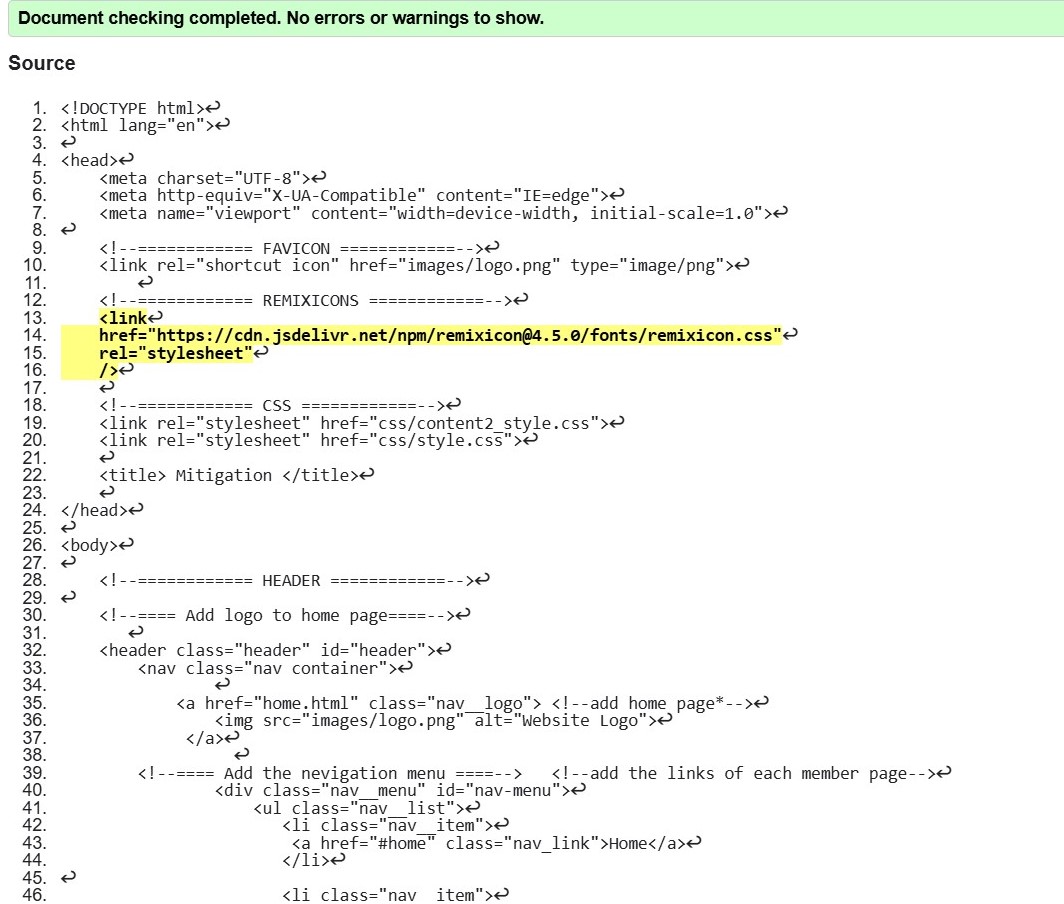 Document checking completed. No errors or warnings to show.
Source
1. <!DOCTYPE html>↩
2. <html lang="en">↩
3. ↩
4. <head>↩
5.     <meta charset="UTF-8">↩
6.     <meta http-equiv="X-UA-Compatible" content="IE=edge">↩
7.     <meta name="viewport" content="width=device-width, initial-scale=1.0">↩
8. ↩
9.     <!--============ FAVICON ============-->↩
10.     <link rel="shortcut icon" href="images/logo.png" type="image/png">↩
11.         ↩
12.     <!--============ REMIXICONS ============-->↩
13.     <link↩
14.     href="https://cdn.jsdelivr.net/npm/remixicon@4.5.0/fonts/remixicon.css"↩
15.     rel="stylesheet"↩
16.     />↩
17.     ↩
18.     <!--============ CSS ============-->↩
19.     <link rel="stylesheet" href="css/content2_style.css">↩
20.     <link rel="stylesheet" href="css/style.css">↩
21.     ↩
22.     <title> Mitigation </title>↩
23.     ↩
24. </head>↩
25. ↩
26. <body>↩
27. ↩
28.     <!--============ HEADER ============-->↩
29. ↩
30.     <!--==== Add logo to home page====-->↩
31.        ↩
32.     <header class="header" id="header">↩
33.         <nav class="nav container">↩
34.                 ↩
35.             <a href="home.html" class="nav__logo"> <!--add home page*-->↩
36.                 <img src="images/logo.png" alt="Website Logo">↩
37.              </a>↩
38.                   ↩
39.         <!--==== Add the nevigation menu ====-->   <!--add the links of each member page-->↩
40.                 <div class="nav__menu" id="nav-menu">↩
41.                     <ul class="nav__list">↩
42.                        <li class="nav__item">↩
43.                         <a href="#home" class="nav_link">Home</a>↩
44.                        </li>↩
45. ↩
46.                        <li class="nav__item">↩